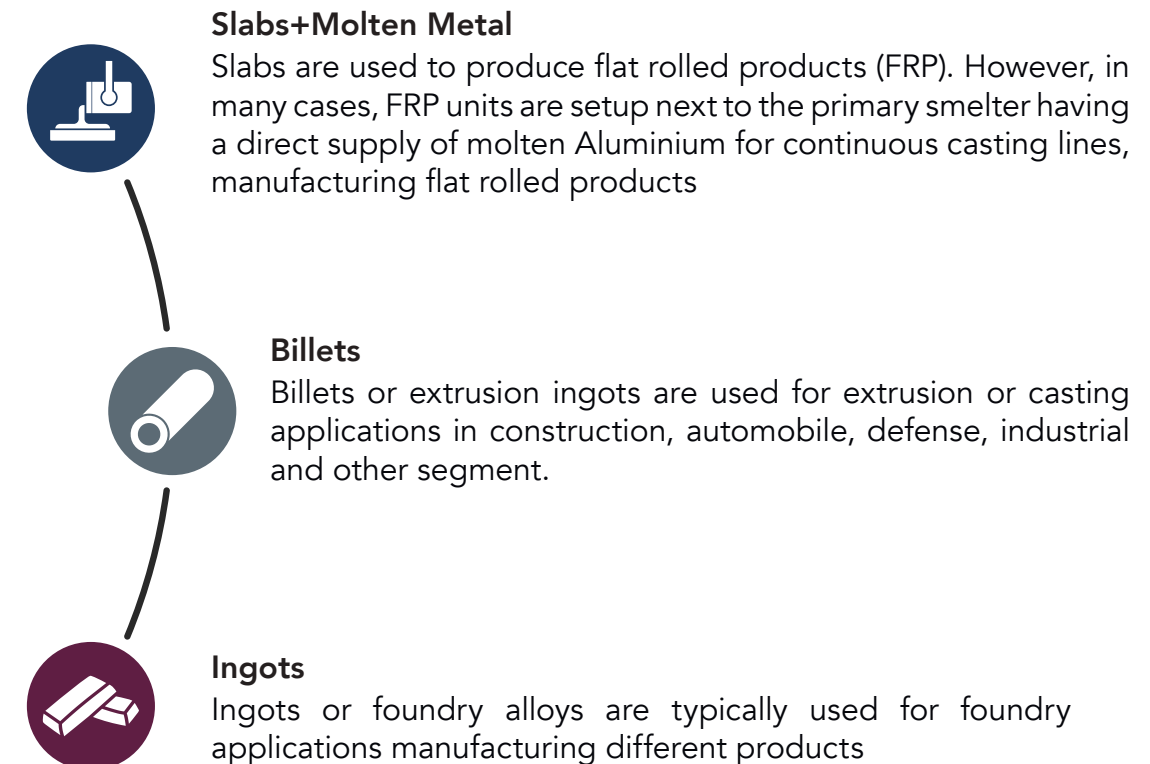 Slabs+Molten Metal
Slabs are used to produce flat rolled products (FRP). However, in
many cases, FRP units are setup next to the primary smelter having
a direct supply of molten Aluminium for continuous casting lines,
manufacturing flat rolled products
Billets
Billets or extrusion ingots are used for extrusion or casting
applications in construction, automobile, defense, industrial
and other segment.
Ingots
Ingots or foundry alloys are typically used for foundry
applications manufacturing different products